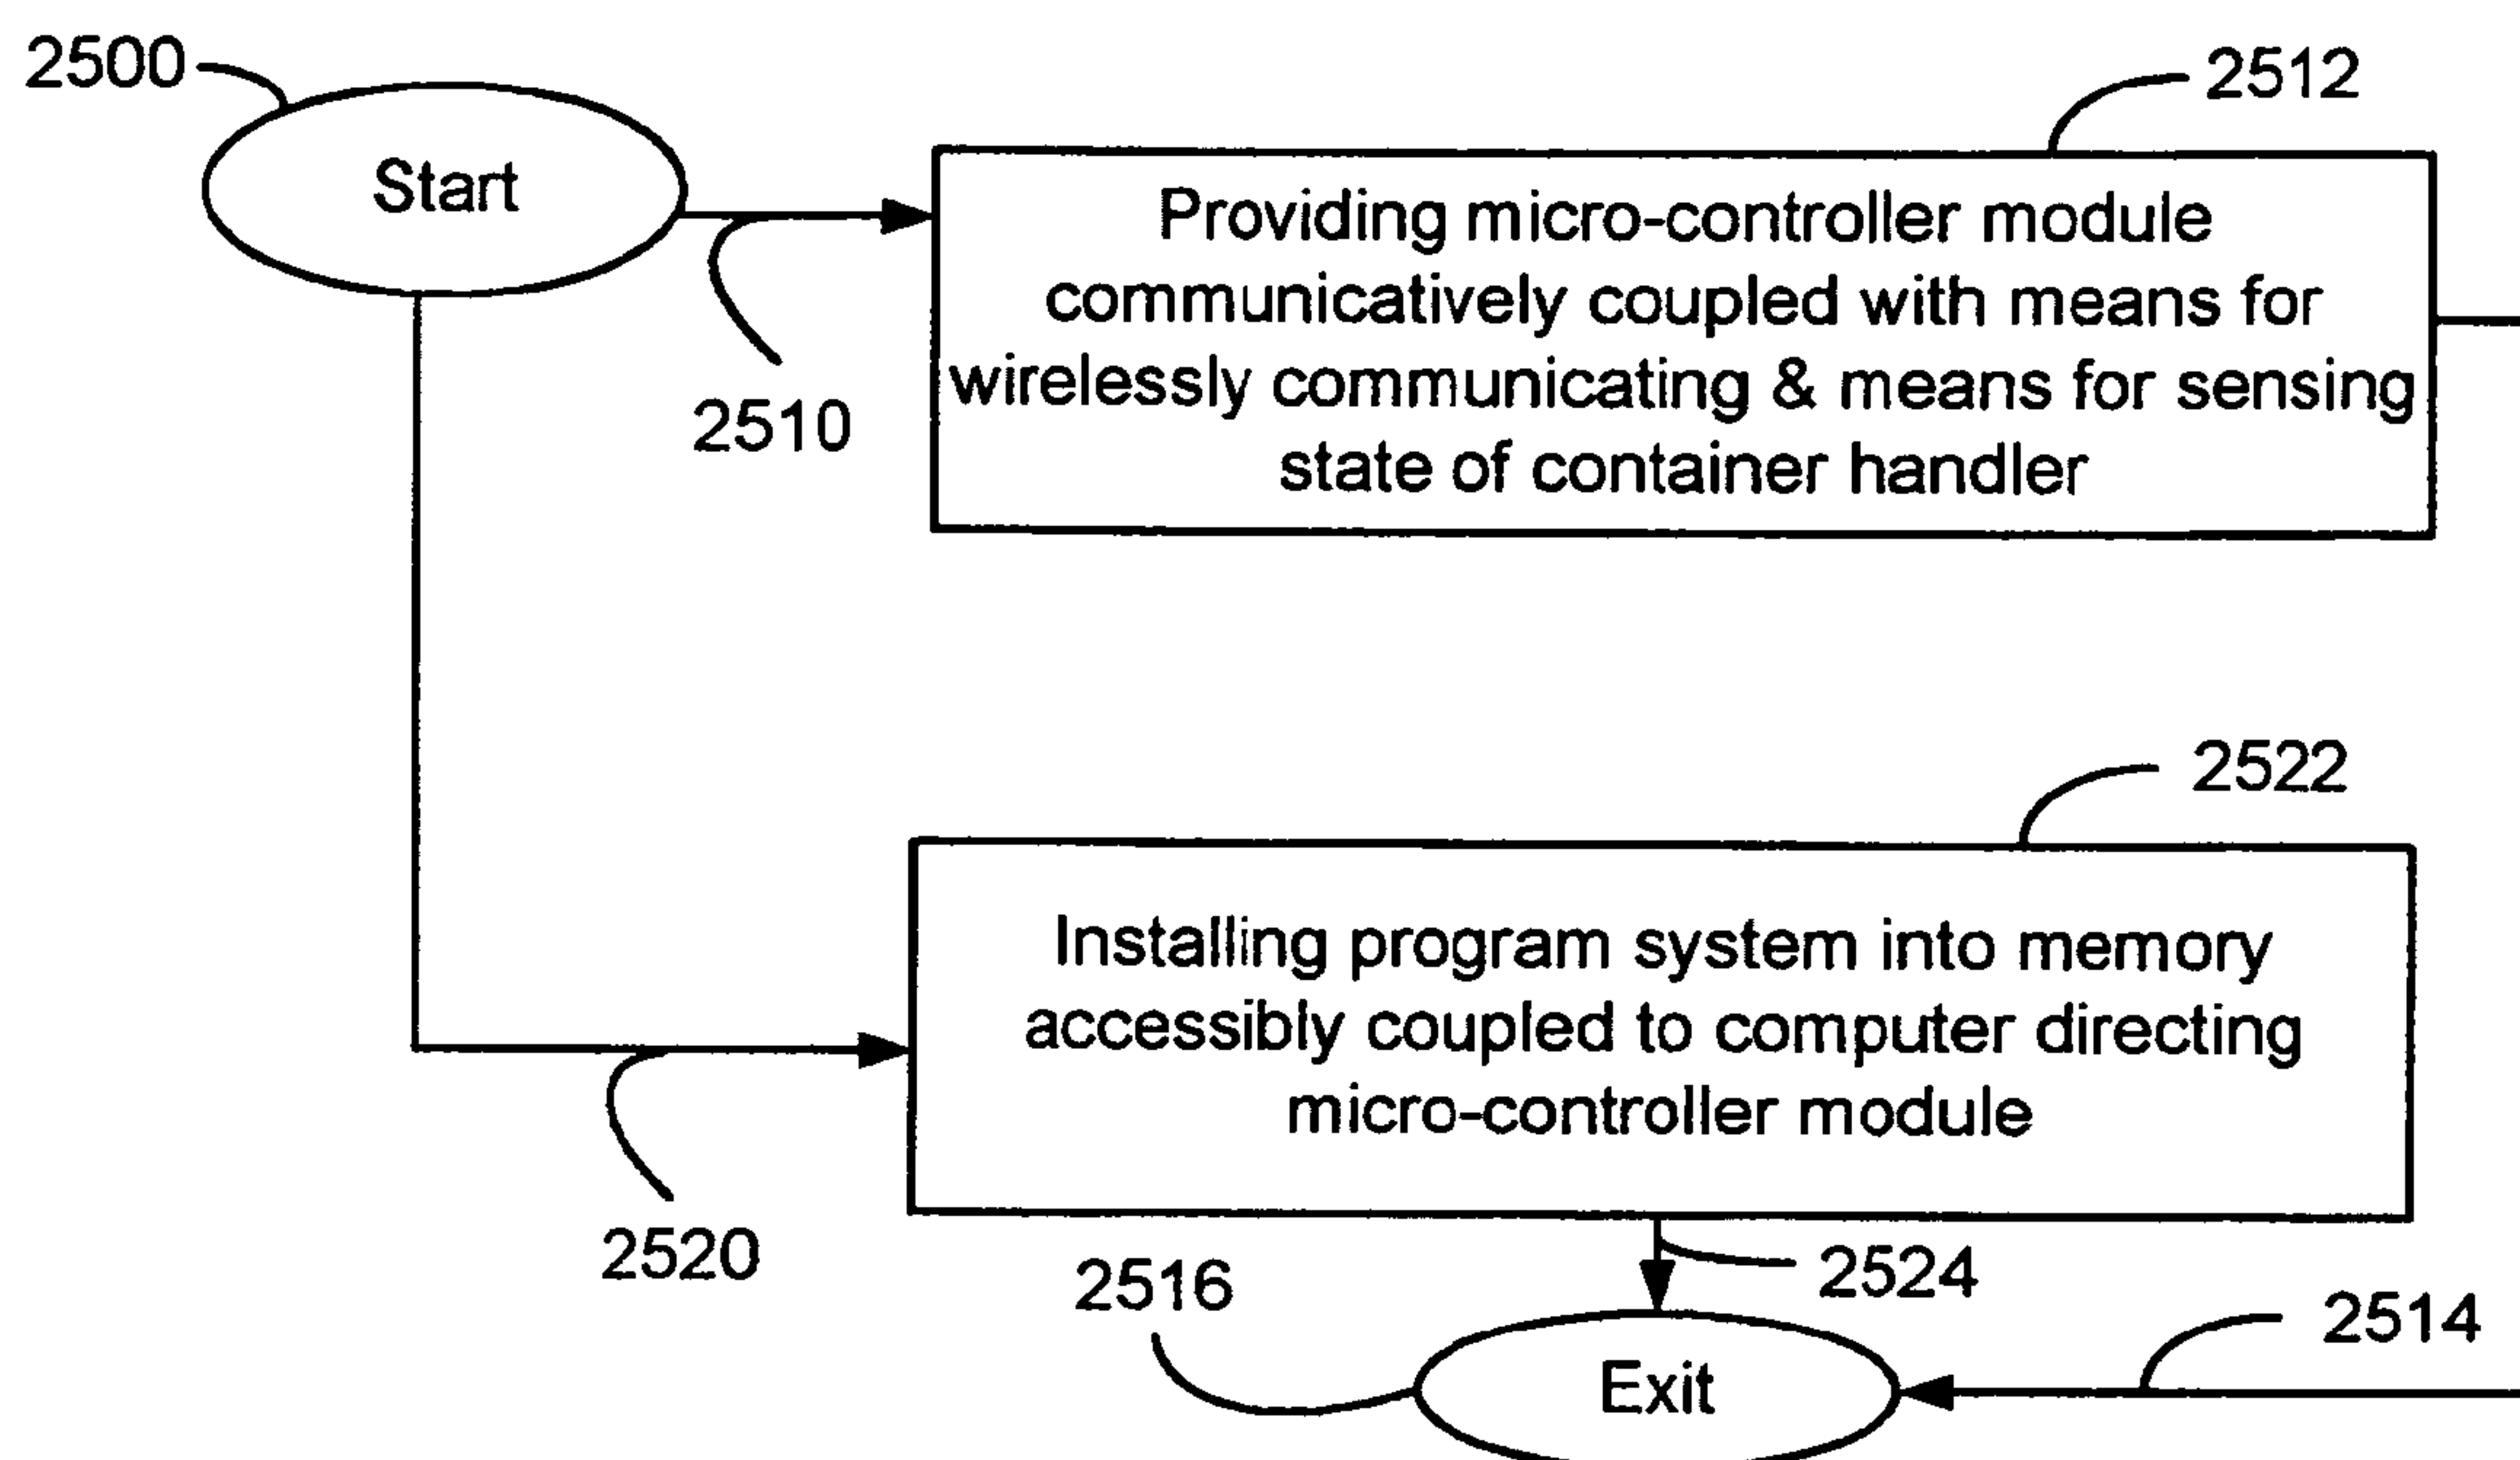 2500
Start
2510
2512
Providing micro-controller module
communicatively coupled with means for
wirelessly communicating & means for sensing
state of container handler
2522
Installing program system into memory
accessibly coupled to computer directing
micro-controller module
2520
2524
2516
Exit
2514